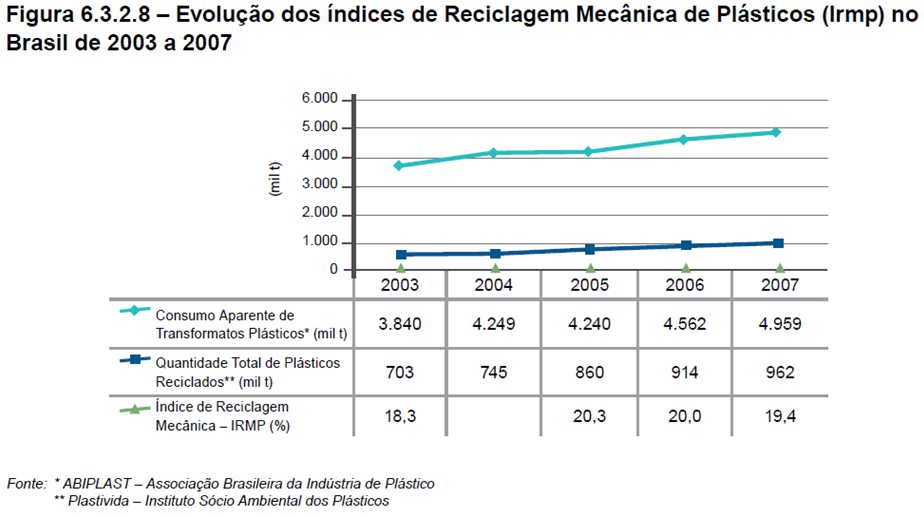 Figura 6.3.2.8 – Evolução dos índices de Reciclagem Mecânica de Plásticos (Irmp) no
Brasil de 2003 a 2007
6.000
5.000
4.000
3.000
2.000
1.000
0
(mil t)
2003 2004 2005 2006 2007
Consumo Aparente de
Transformatos Plásticos* (mil t)
3.840 4.249 4.240 4.562 4.959
Quantidade Total de Plásticos
Reciclados** (mil t)
703 745 860 914 962
Índice de Reciclagem
Mecânica – IRMP (%)
18,3 20,3 20,0 19,4
Fonte: * ABIPLAST – Associação Brasileira da Indústria de Plástico
** Plastivida – Instituto Sócio Ambiental dos Plásticos